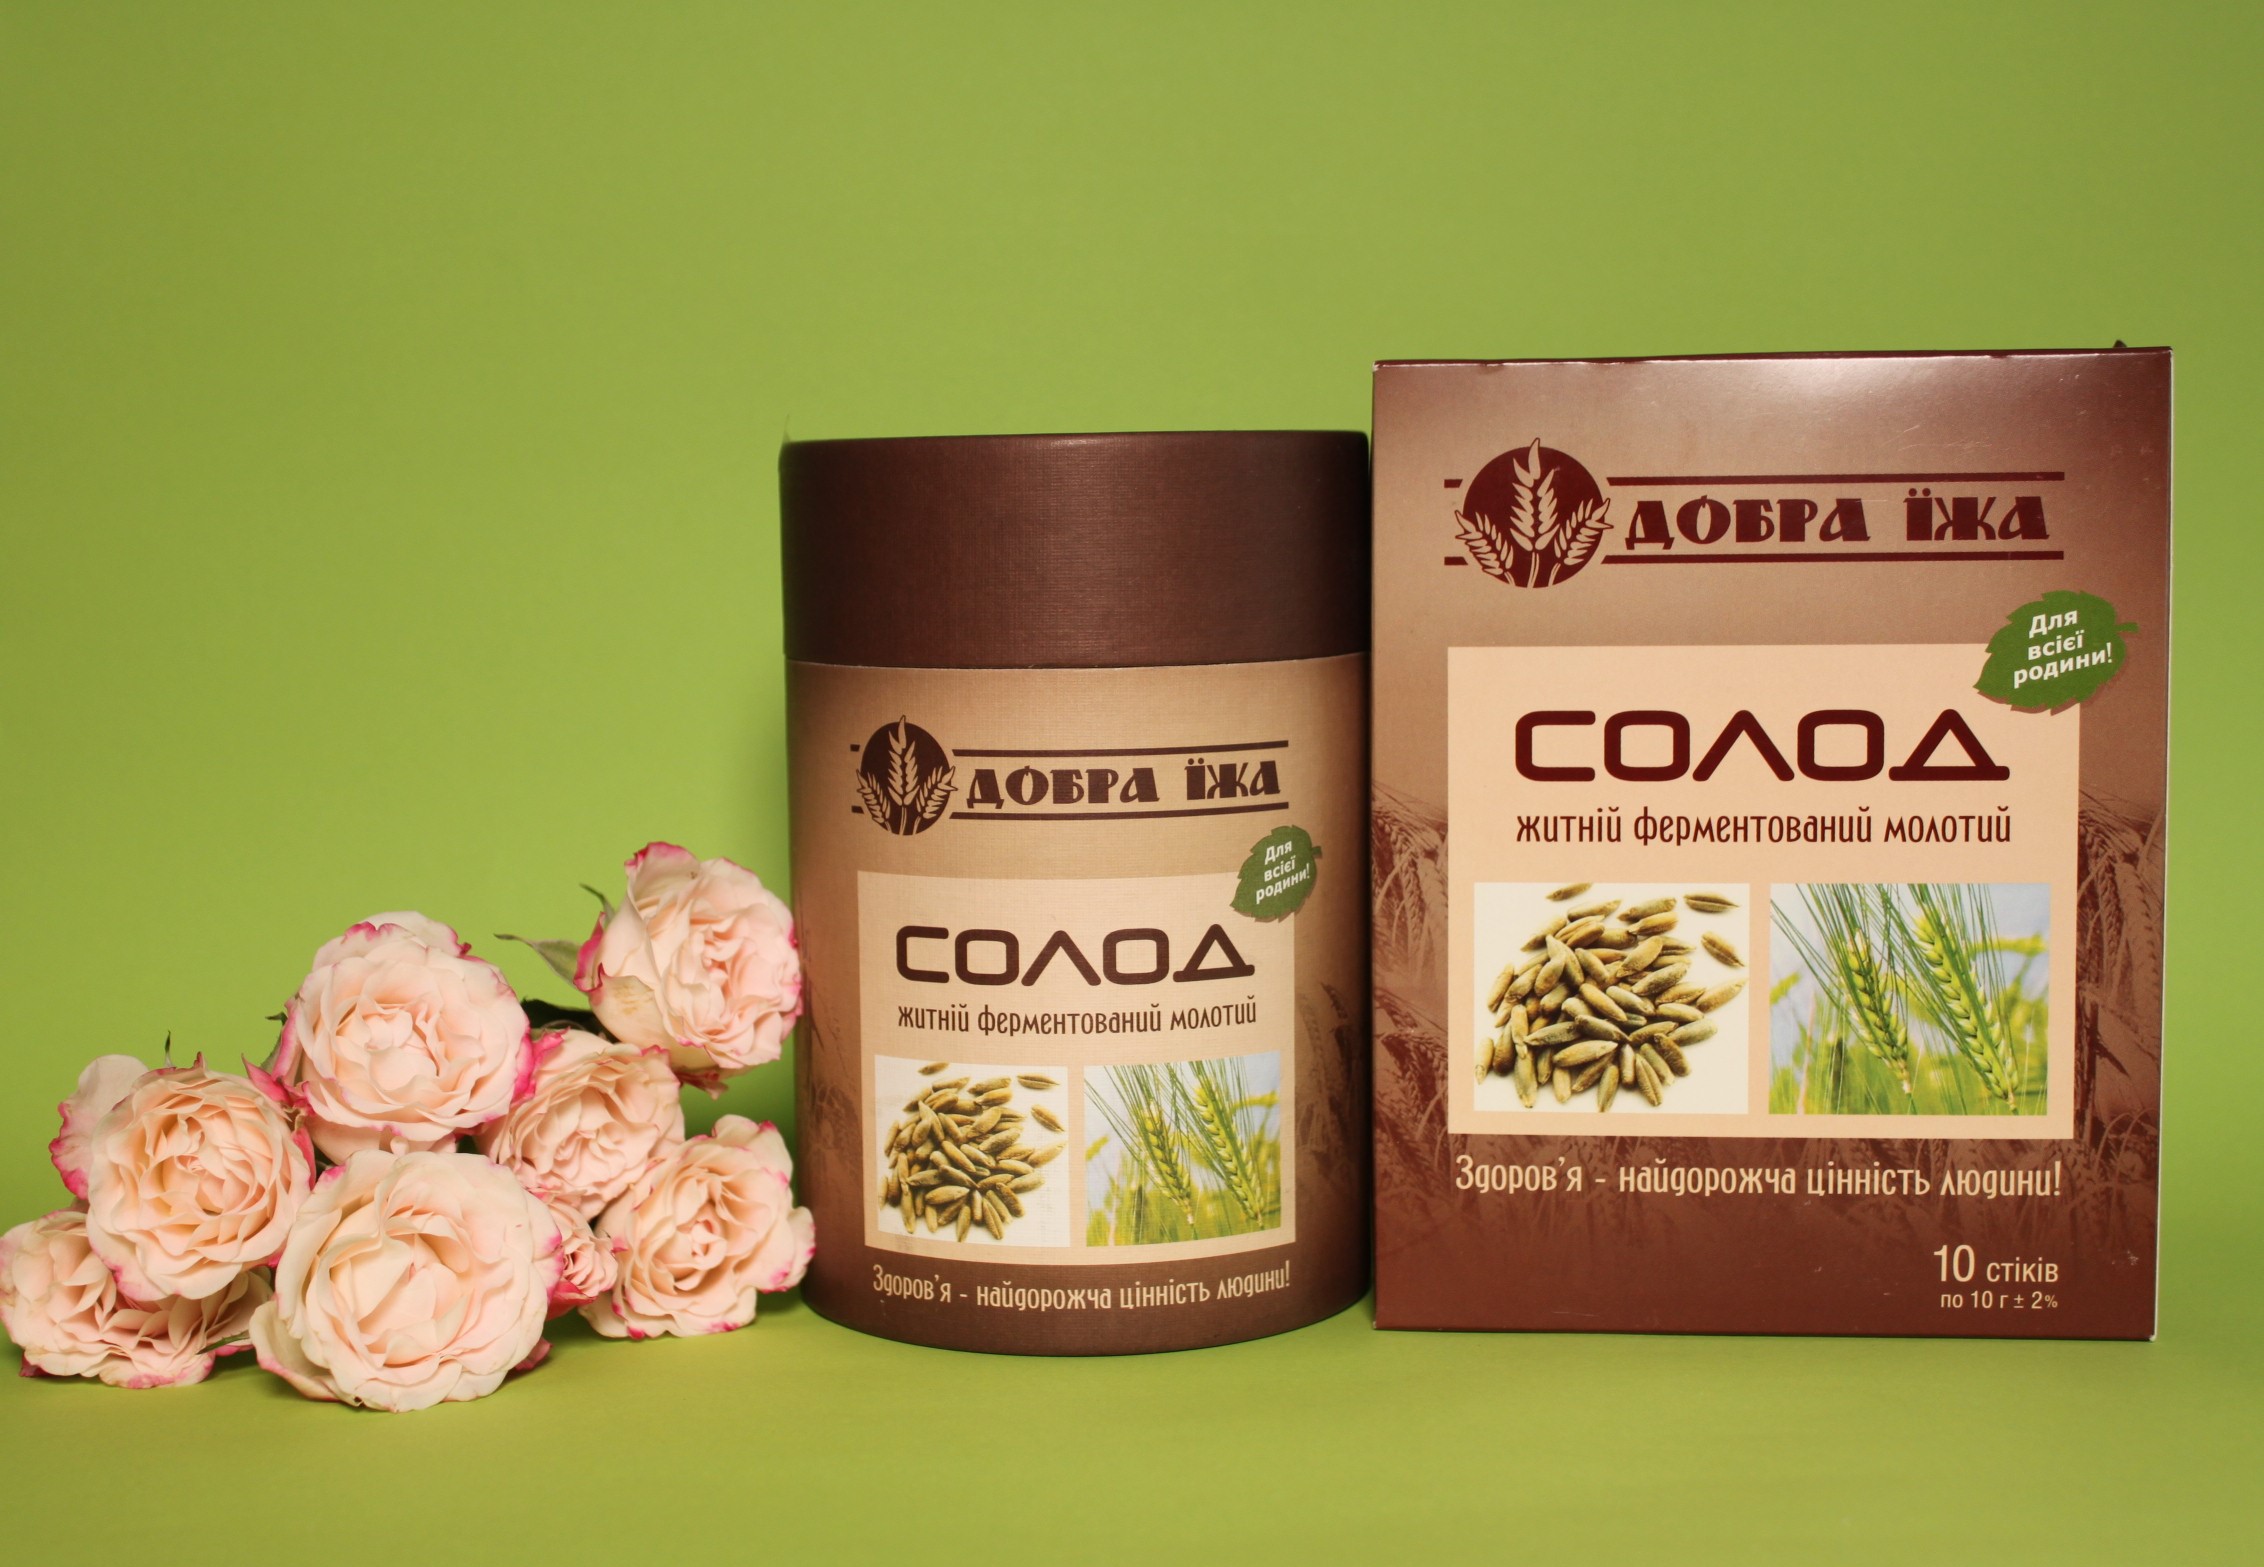 ДОБРА ЇЖА
Для
всієї
родини!
СОЛОД
житній ферментований молотий
Здоров'я - найдорожча цінність людини!
ДОБРА ЇЖА
Для
всієї
родини!
СОЛОД
житній ферментований молотий
Здоров'я - найдорожча цінність людини!
10 стіків
по 10 г ± 2%